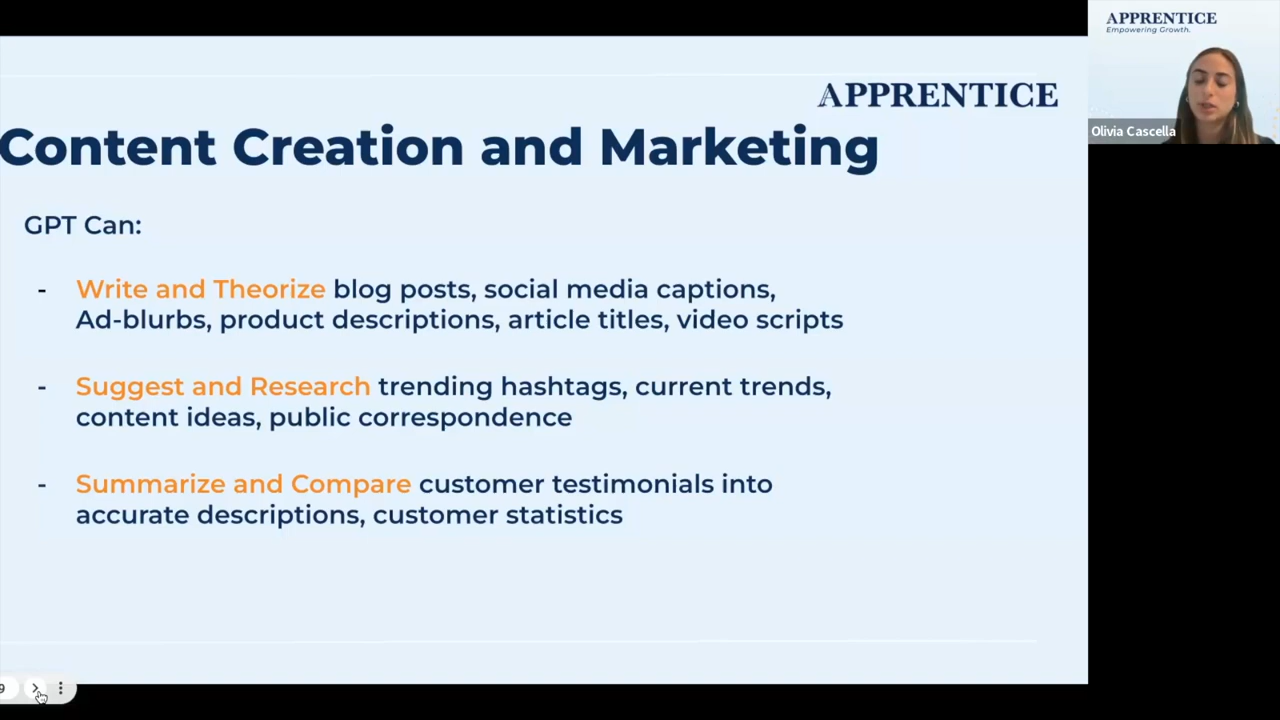 APPRENTICE
Empowering Growth.
Olivia Cascella
APPRENTICE
Content Creation and Marketing
GPT Can:
- Write and Theorize blog posts, social media captions,
Ad-blurbs, product descriptions, article titles, video scripts
- Suggest and Research trending hashtags, current trends,
content ideas, public correspondence
- Summarize and Compare customer testimonials into
accurate descriptions, customer statistics
9